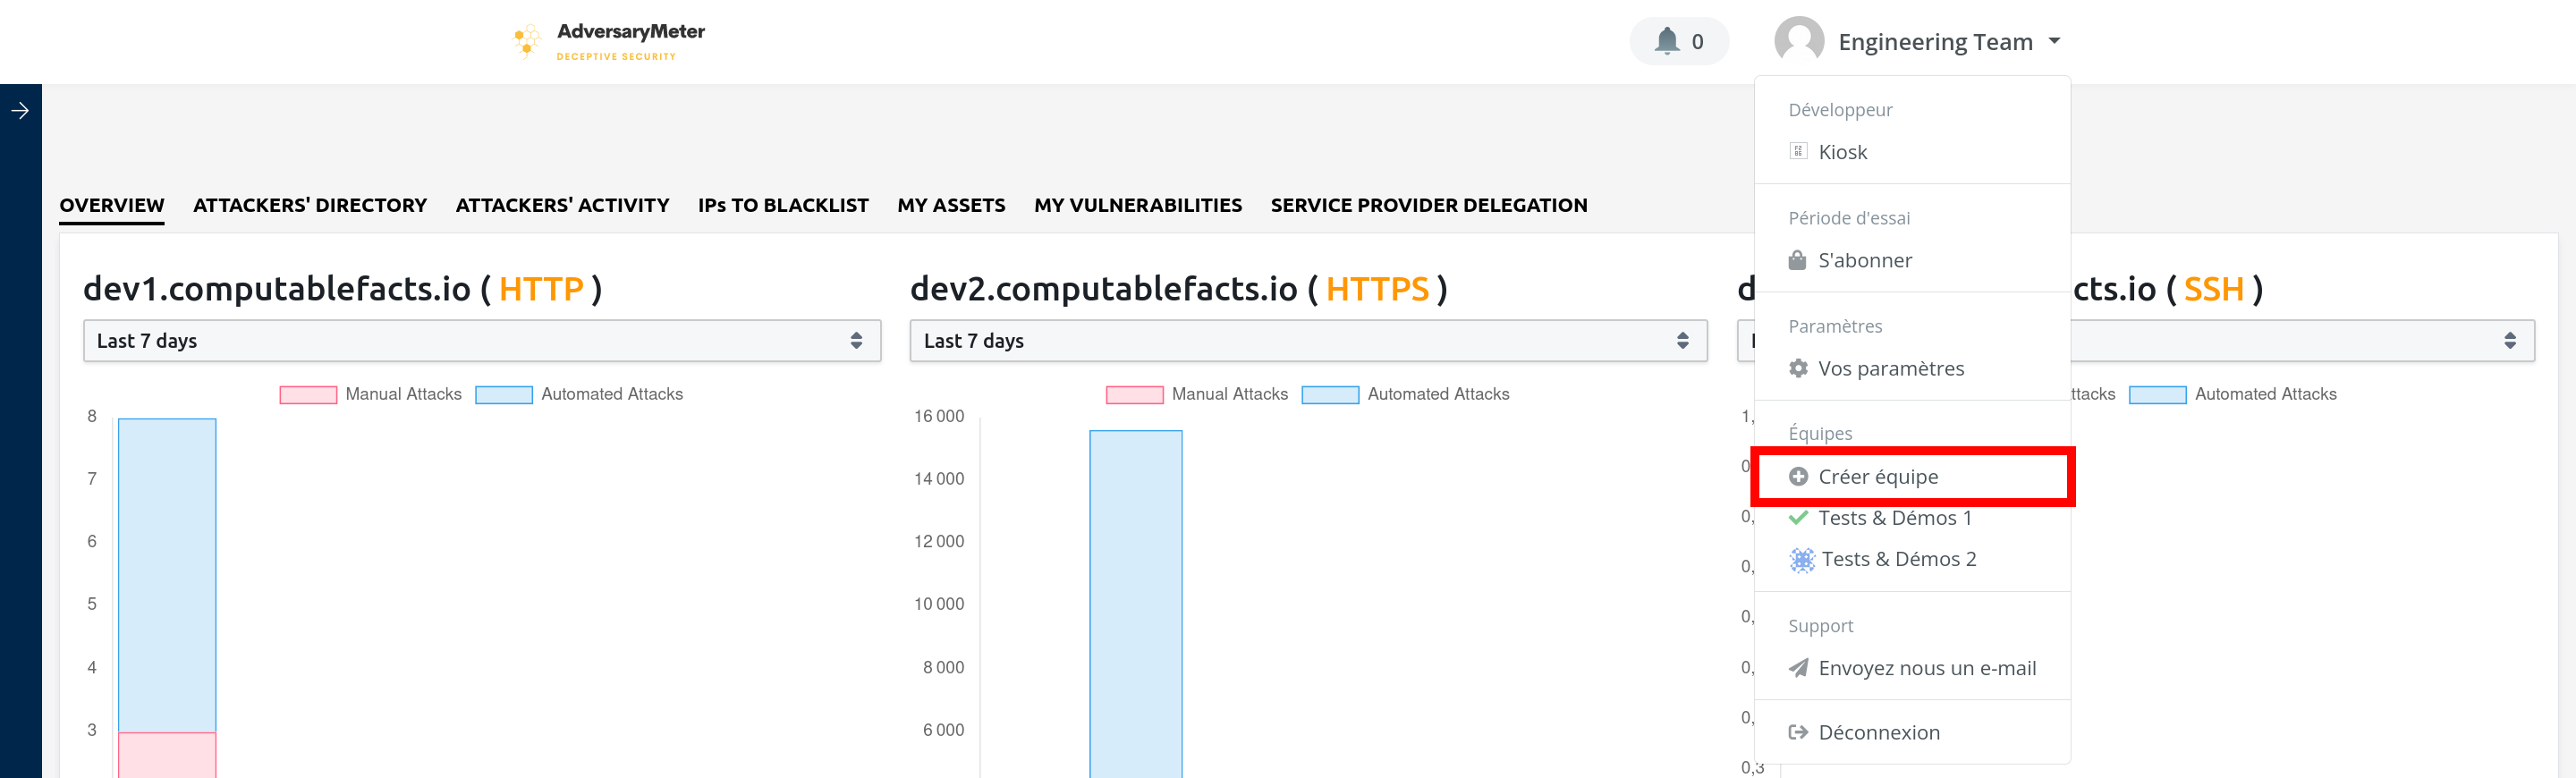 AdversaryMeter
DECEPTIVE SECURITY
0
Engineering Team
Développeur
Kiosk
Période d'essai
S'abonner
Paramètres
Vos paramètres
Équipes
Créer équipe
Tests & Démos 1
Tests & Démos 2
Support
Envoyez nous un e-mail
Déconnexion
OVERVIEW ATTACKERS' DIRECTORY ATTACKERS' ACTIVITY IPs TO BLACKLIST MY ASSETS MY VULNERABILITIES SERVICE PROVIDER DELEGATION
dev1.computablefacts.io ( HTTP )
Last 7 days
Manual Attacks Automated Attacks
8
7
6
5
4
3
dev2.computablefacts.io ( HTTPS )
Last 7 days
Manual Attacks Automated Attacks
16 000
14 000
12 000
10 000
8 000
6 000
d cts.io ( SSH )
ttacks Automated Attacks
1,
0,
0,
0,
0,
0,
0,
0,3